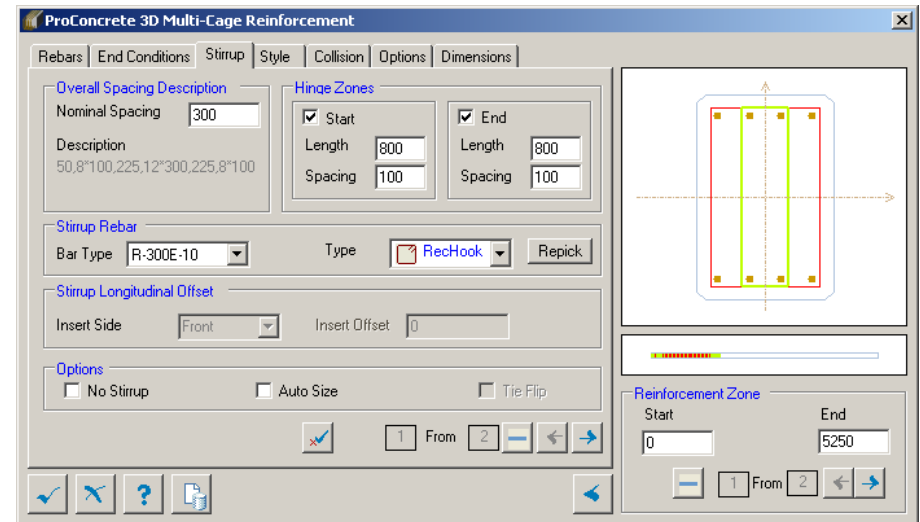 ProConcrete 3D Multi-Cage Reinforcement
Rebars End Conditions Stirrup Style Collision Options Dimensions
Overall Spacing Description
Nominal Spacing 300
Description
50,8*100,225,12*300,225,8*100
Hinge Zones
Start
Length 800
Spacing 100
End
Length 800
Spacing 100
Stirrup Rebar
Bar Type R-300E-10 Type RecHook Repick
Stirrup Longitudinal Offset
Insert Side Front Insert Offset 0
Options
No Stirrup Auto Size Tie Flip
1 From 2
Reinforcement Zone
Start End
0 5250
1 From 2
?